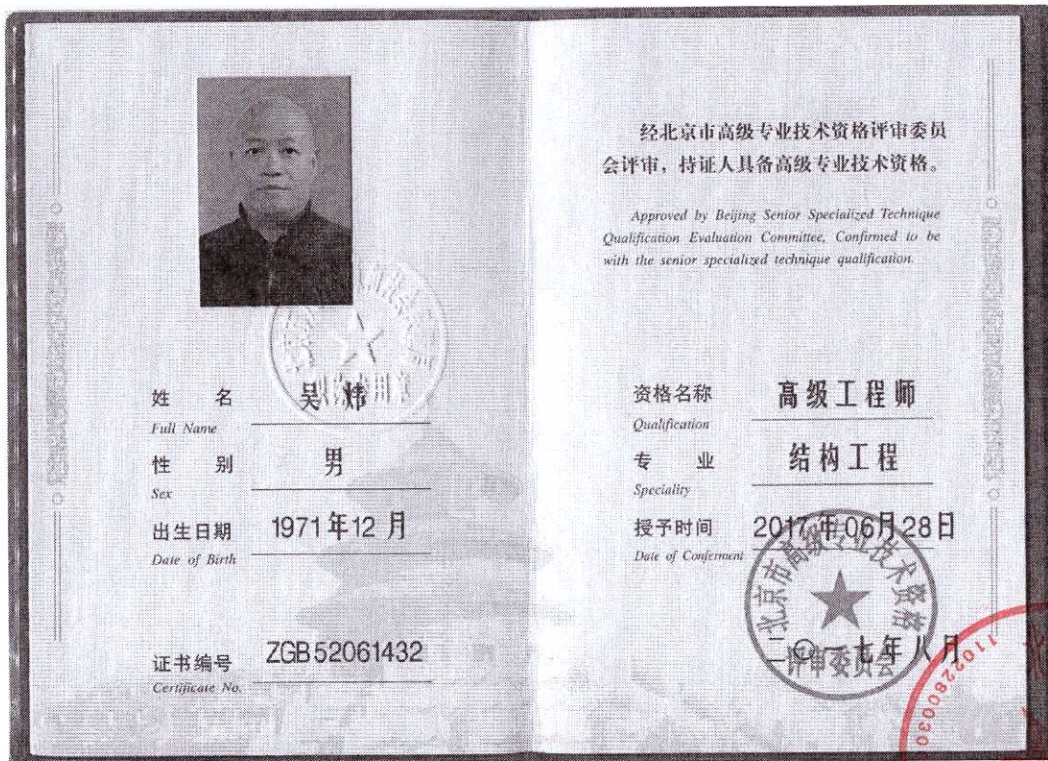 姓 名 吴炜
Full Name
性 别 男
Sex
出生日期 1971年12月
Date of Birth
证书编号 ZGB52061432
Certificate No.
经北京市高级专业技术资格评审委员
会评审，持证人具备高级专业技术资格。
Approved by Beijing Senior Specialized Technique
Qualification Evaluation Committee, Confirmed to be
with the senior specialized technique qualification.
资格名称 高级工程师
Qualification
专 业 结构工程
Speciality
授予时间 2017年06月28日
Date of Conferment
北京市高级专业技术资格
评审委员会
二〇一七年八月
1102280030